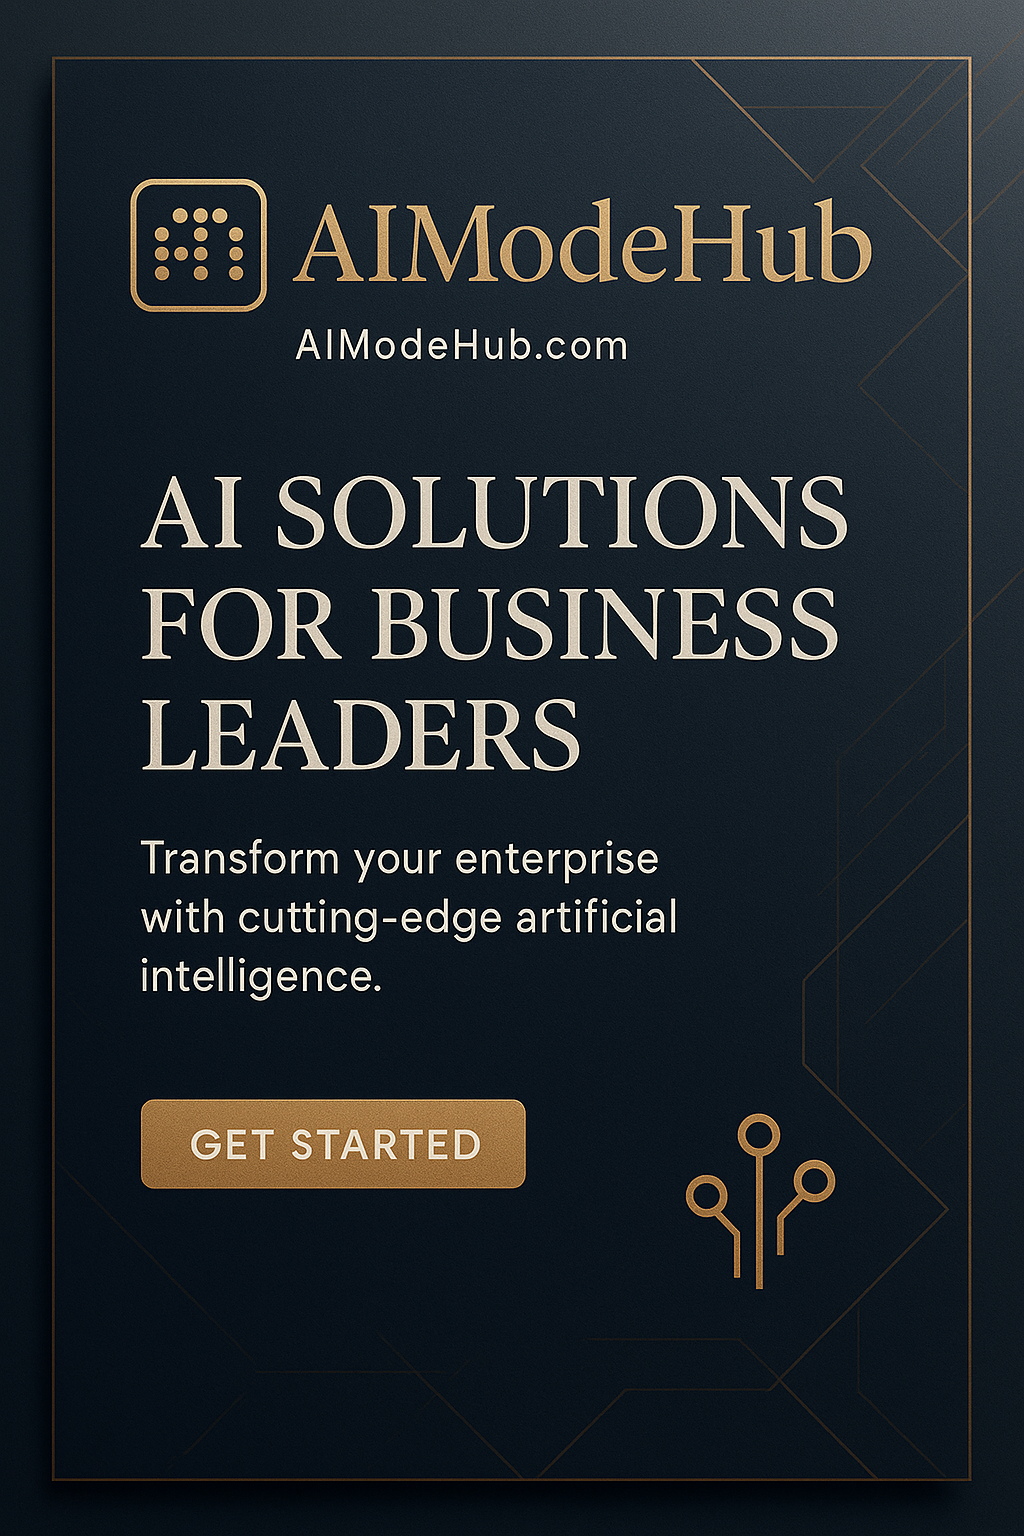 AIModeHub
AIModeHub.com
AI SOLUTIONS
FOR BUSINESS
LEADERS
Transform your enterprise
with cutting-edge artificial
intelligence.
GET STARTED